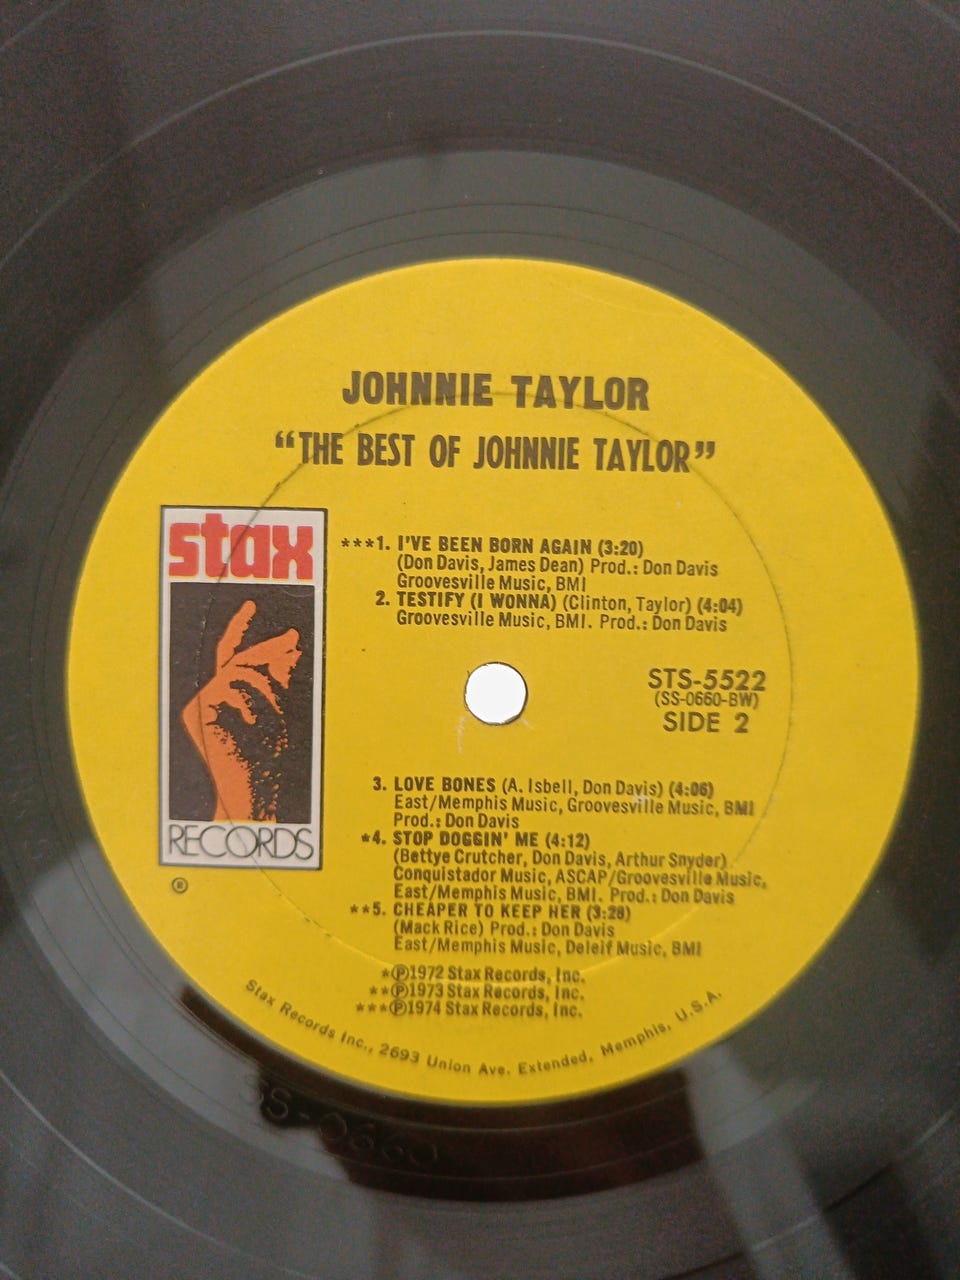 JOHNNIE TAYLOR
“THE BEST OF JOHNNIE TAYLOR”
stax
RECORDS
®
***1. I'VE BEEN BORN AGAIN (3:20)
(Don Davis, James Dean) Prod.: Don Davis
Groovesville Music, BMI
2. TESTIFY (I WONNA) (Clinton, Taylor) (4:04)
Groovesville Music, BMI. Prod.: Don Davis
STS-5522
(SS-0660-BW)
SIDE 2
3. LOVE BONES (A. Isbell, Don Davis) (4:06)
East/Memphis Music, Groovesville Music, BMI
Prod.: Don Davis
*4. STOP DOGGIN' ME (4:12)
(Bettye Crutcher, Don Davis, Arthur Snyder)
Conquistador Music, ASCAP/Groovesville Music,
East/Memphis Music, BMI. Prod.: Don Davis
**5. CHEAPER TO KEEP HER (3:28)
(Mack Rice) Prod.: Don Davis
East/Memphis Music, Deleif Music, BMI
*℗1972 Stax Records, Inc.
**℗1973 Stax Records, Inc.
***℗1974 Stax Records, Inc.
Stax Records Inc., 2693 Union Ave. Extended, Memphis, U.S.A.
SS-0660